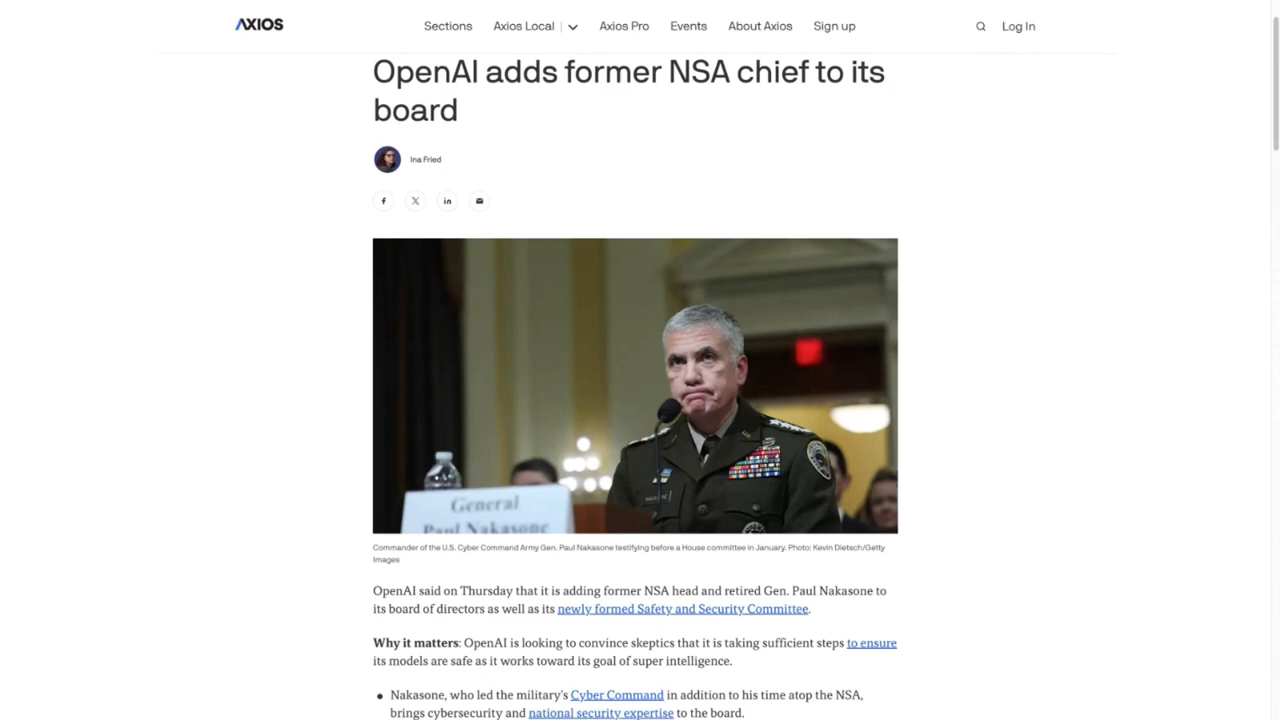 AXIOS
Sections Axios Local Axios Pro Events About Axios Sign up Log In
OpenAI adds former NSA chief to its
board
Ina Fried
General
Paul Nakasone
Commander of the U.S. Cyber Command Army Gen. Paul Nakasone testifying before a House committee in January. Photo: Kevin Dietsch/Getty
Images
OpenAI said on Thursday that it is adding former NSA head and retired Gen. Paul Nakasone to
its board of directors as well as its newly formed Safety and Security Committee.
Why it matters: OpenAI is looking to convince skeptics that it is taking sufficient steps to ensure
its models are safe as it works toward its goal of super intelligence.
• Nakasone, who led the military's Cyber Command in addition to his time atop the NSA,
brings cybersecurity and national security expertise to the board.